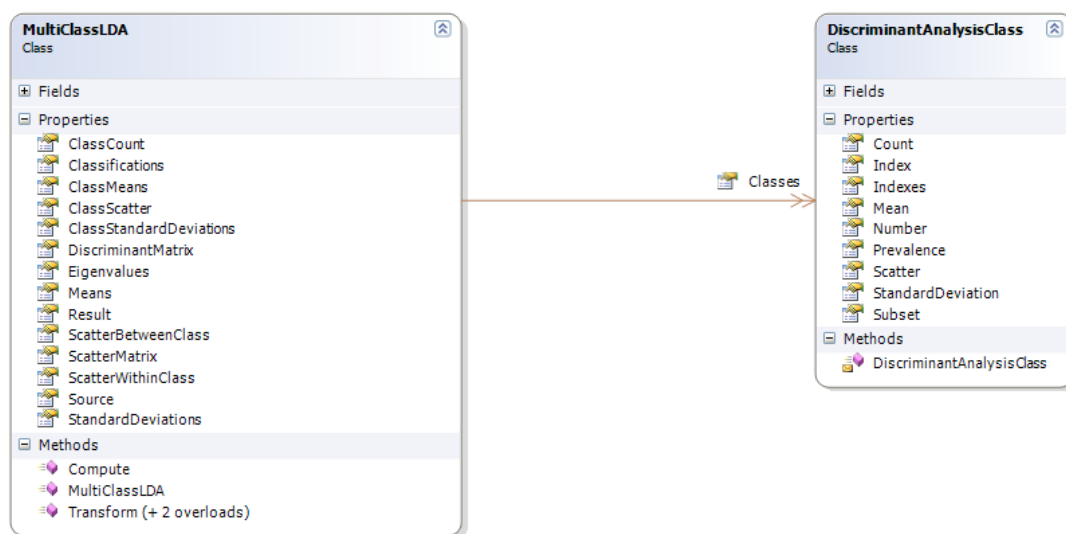 MultiClassLDA
Class
Fields
Properties
ClassCount
Classifications
ClassMeans
ClassScatter
ClassStandardDeviations
DiscriminantMatrix
Eigenvalues
Means
Result
ScatterBetweenClass
ScatterMatrix
ScatterWithinClass
Source
StandardDeviations
Methods
Compute
MultiClassLDA
Transform (+ 2 overloads)
Classes
DiscriminantAnalysisClass
Class
Fields
Properties
Count
Index
Indexes
Mean
Number
Prevalence
Scatter
StandardDeviation
Subset
Methods
DiscriminantAnalysisClass